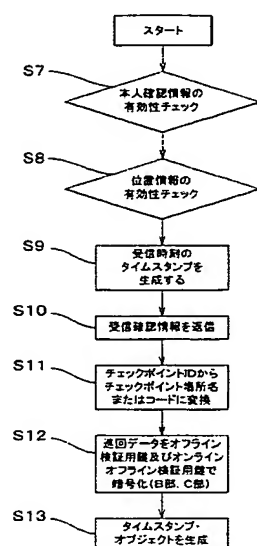 スタート
S7
本人確認情報の
有効性チェック
S8
位置情報の
有効性チェック
S9
受信時刻の
タイムスタンプを
生成する
S10
受信確認情報を返信
S11
チェックポイントIDから
チェックポイント場所名
またはコードに変換
S12
巡回データをオフライン
検証用鍵及びオンライン
オフライン検証用鍵で
暗号化(B部、C部)
S13
タイムスタンプ・
オブジェクトを生成